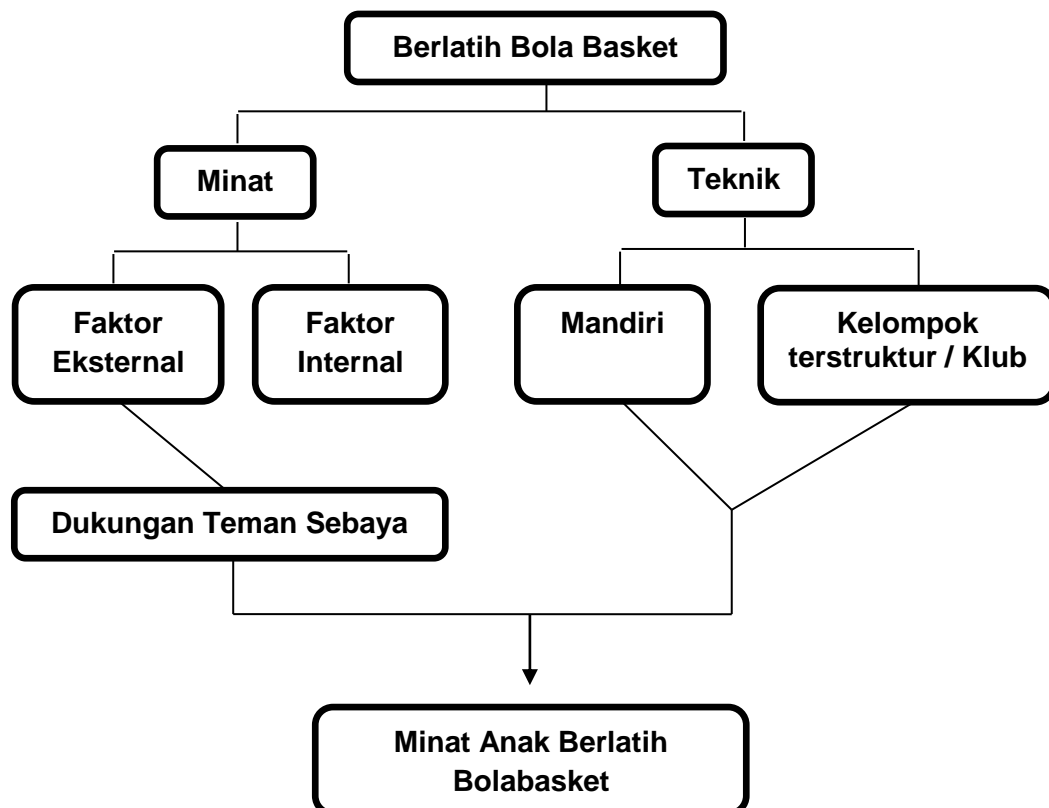 Berlatih Bola Basket
Minat
Teknik
Faktor
Eksternal
Faktor
Internal
Mandiri
Kelompok
terstruktur / Klub
Dukungan Teman Sebaya
Minat Anak Berlatih
Bolabasket